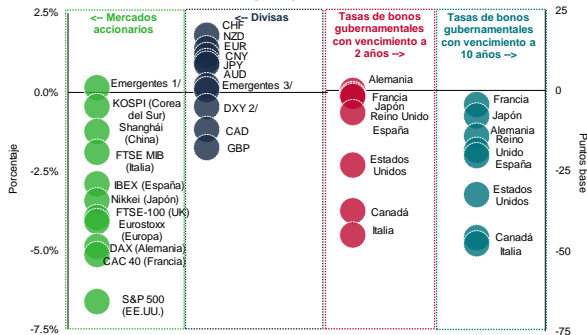 <-- Mercados
accionarios
<-- Divisas
Tasas de bonos
gubernamentales
con vencimiento a
2 años -->
Tasas de bonos
gubernamentales
con vencimiento a
10 años -->
2.5%
0.0%
-2.5%
-5.0%
-7.5%
Porcentaje
Emergentes 1/
KOSPI (Corea
del Sur)
Shanghái
(China)
FTSE MIB
(Italia)
IBEX (España)
Nikkei (Japón)
FTSE-100 (UK)
Eurostoxx
(Europa)
DAX (Alemania)
CAC 40 (Francia)
S&P 500
(EE.UU.)
CHF
NZD
EUR
CNY
JPY
AUD
Emergentes 3/
DXY 2/
CAD
GBP
Alemania
Francia
Japón
Reino Unido
España
Estados
Unidos
Canadá
Italia
Francia
Japón
Alemania
Reino
Unido
España
Estados
Unidos
Canadá
Italia
25
0
-25
-50
-75
Puntos base